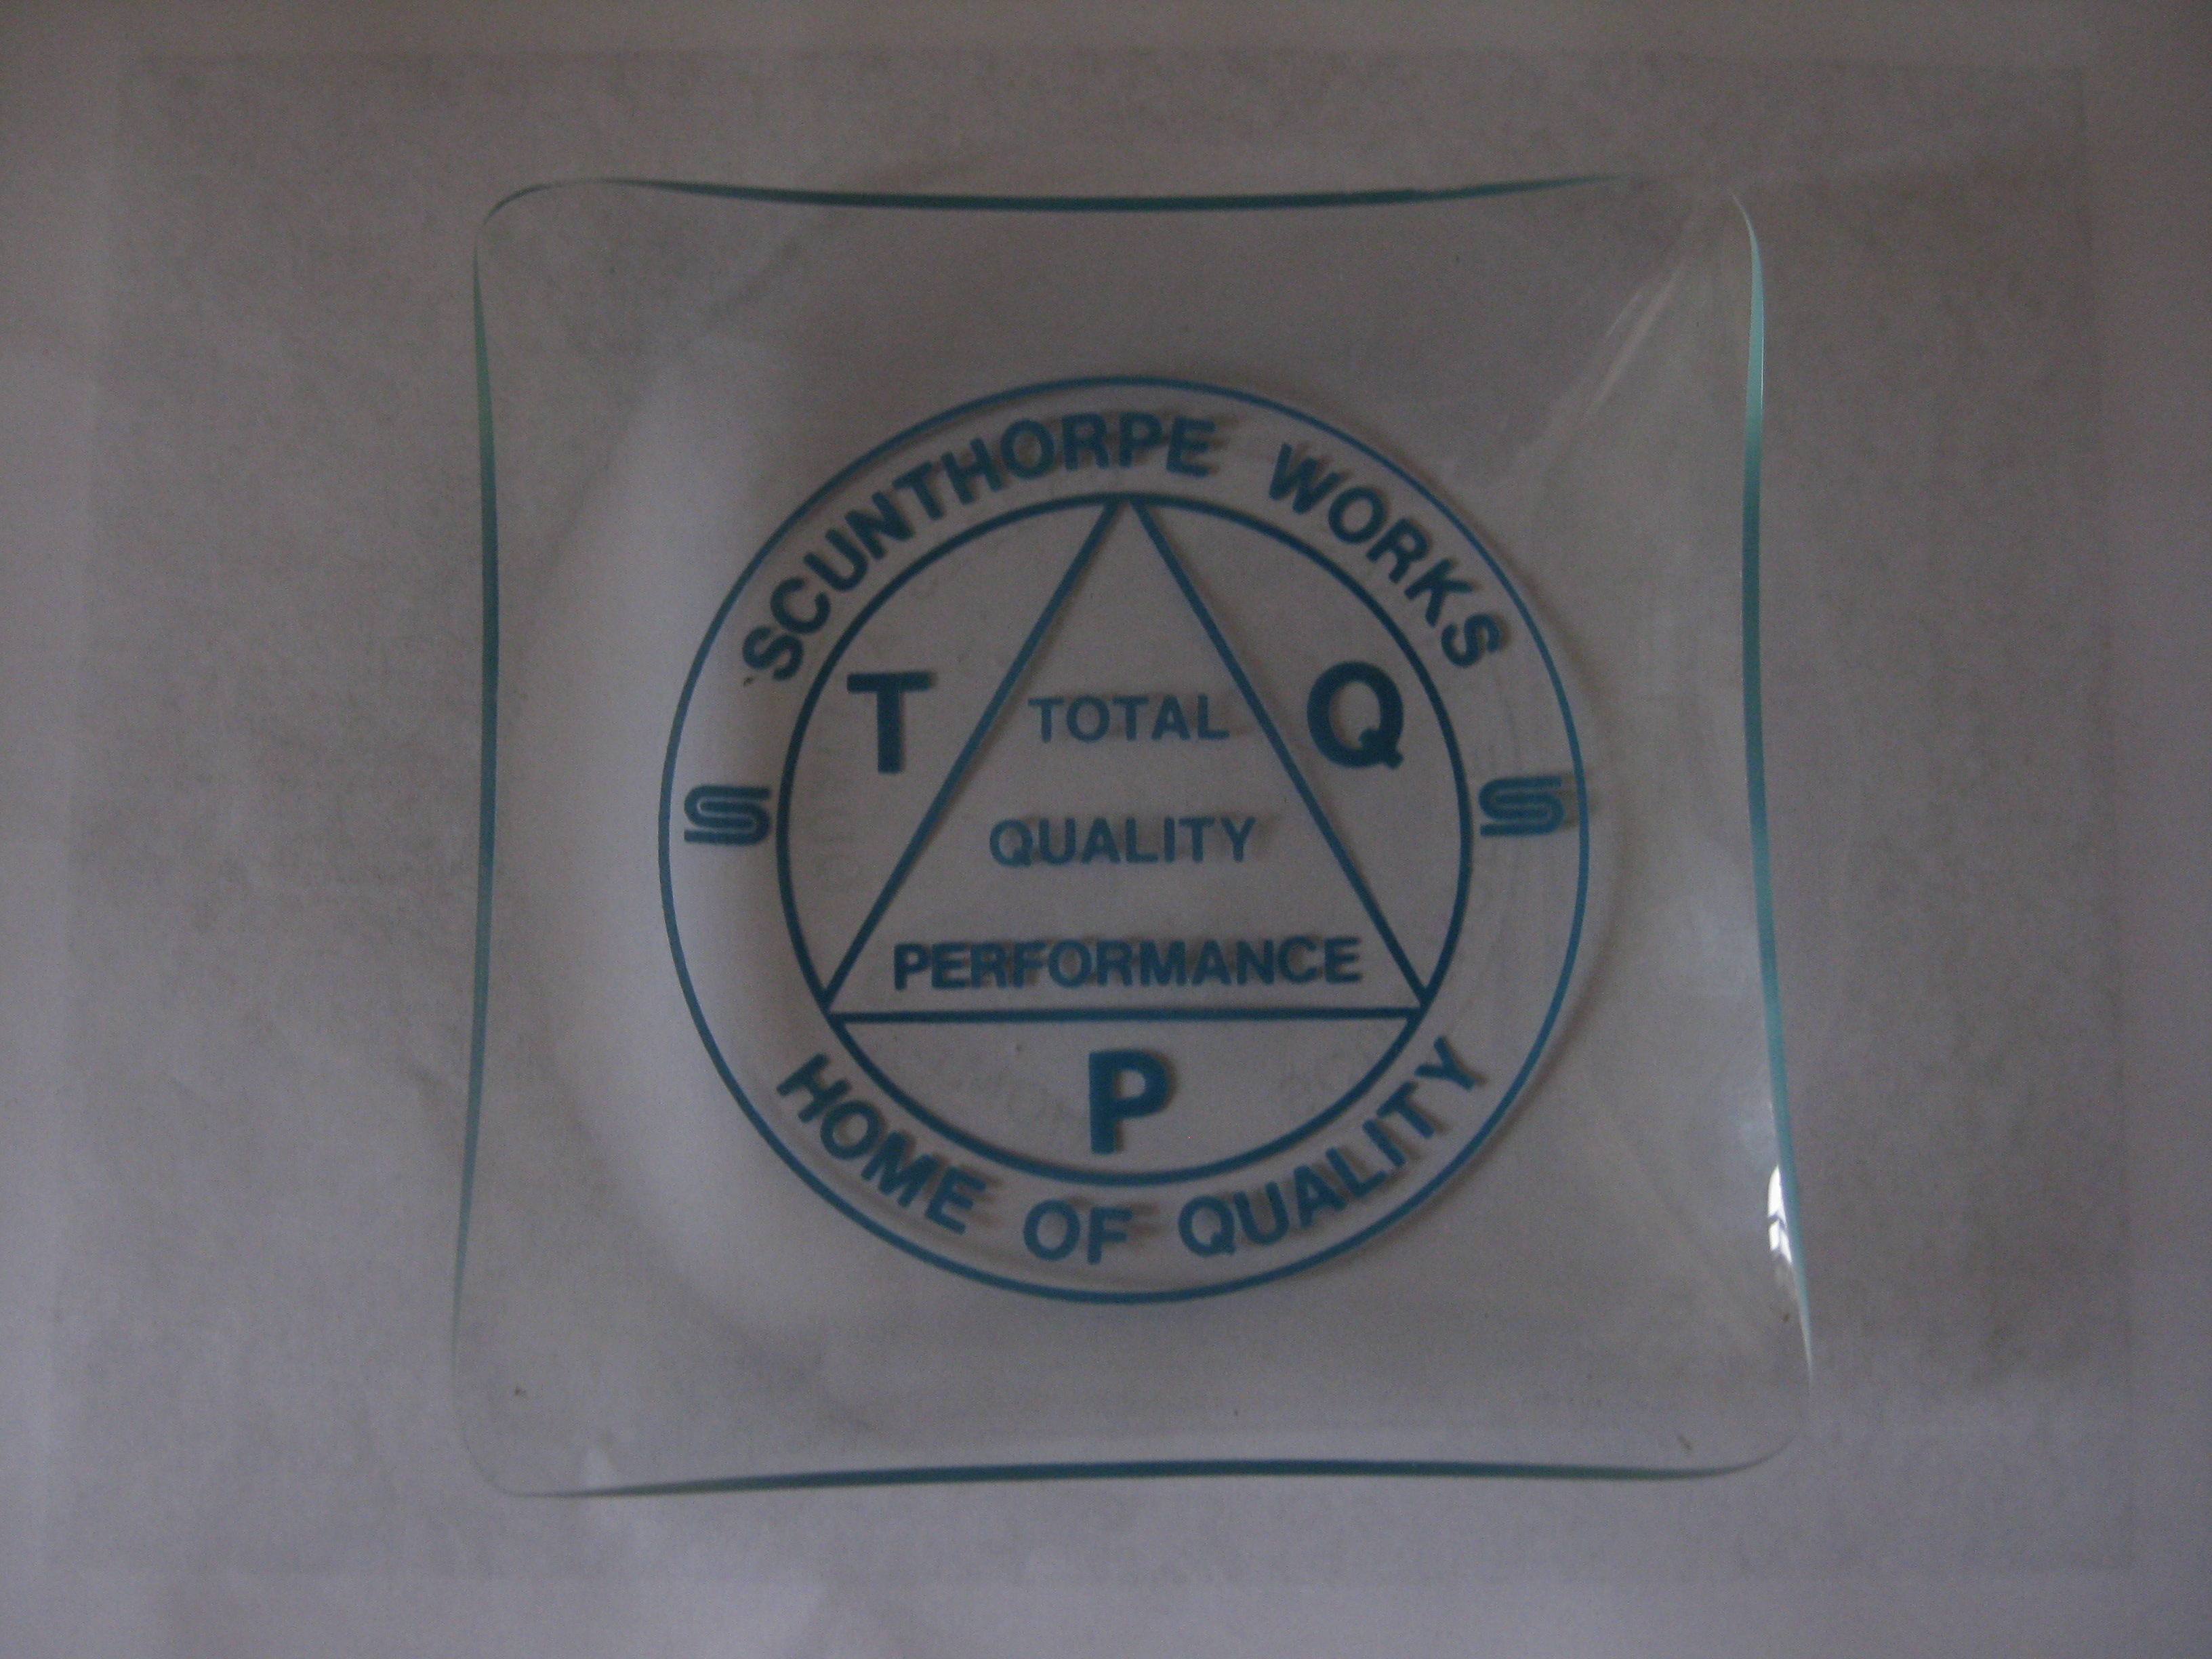 SCUNTHORPE WORKS
T
Q
TOTAL
QUALITY
PERFORMANCE
P
HOME OF QUALITY